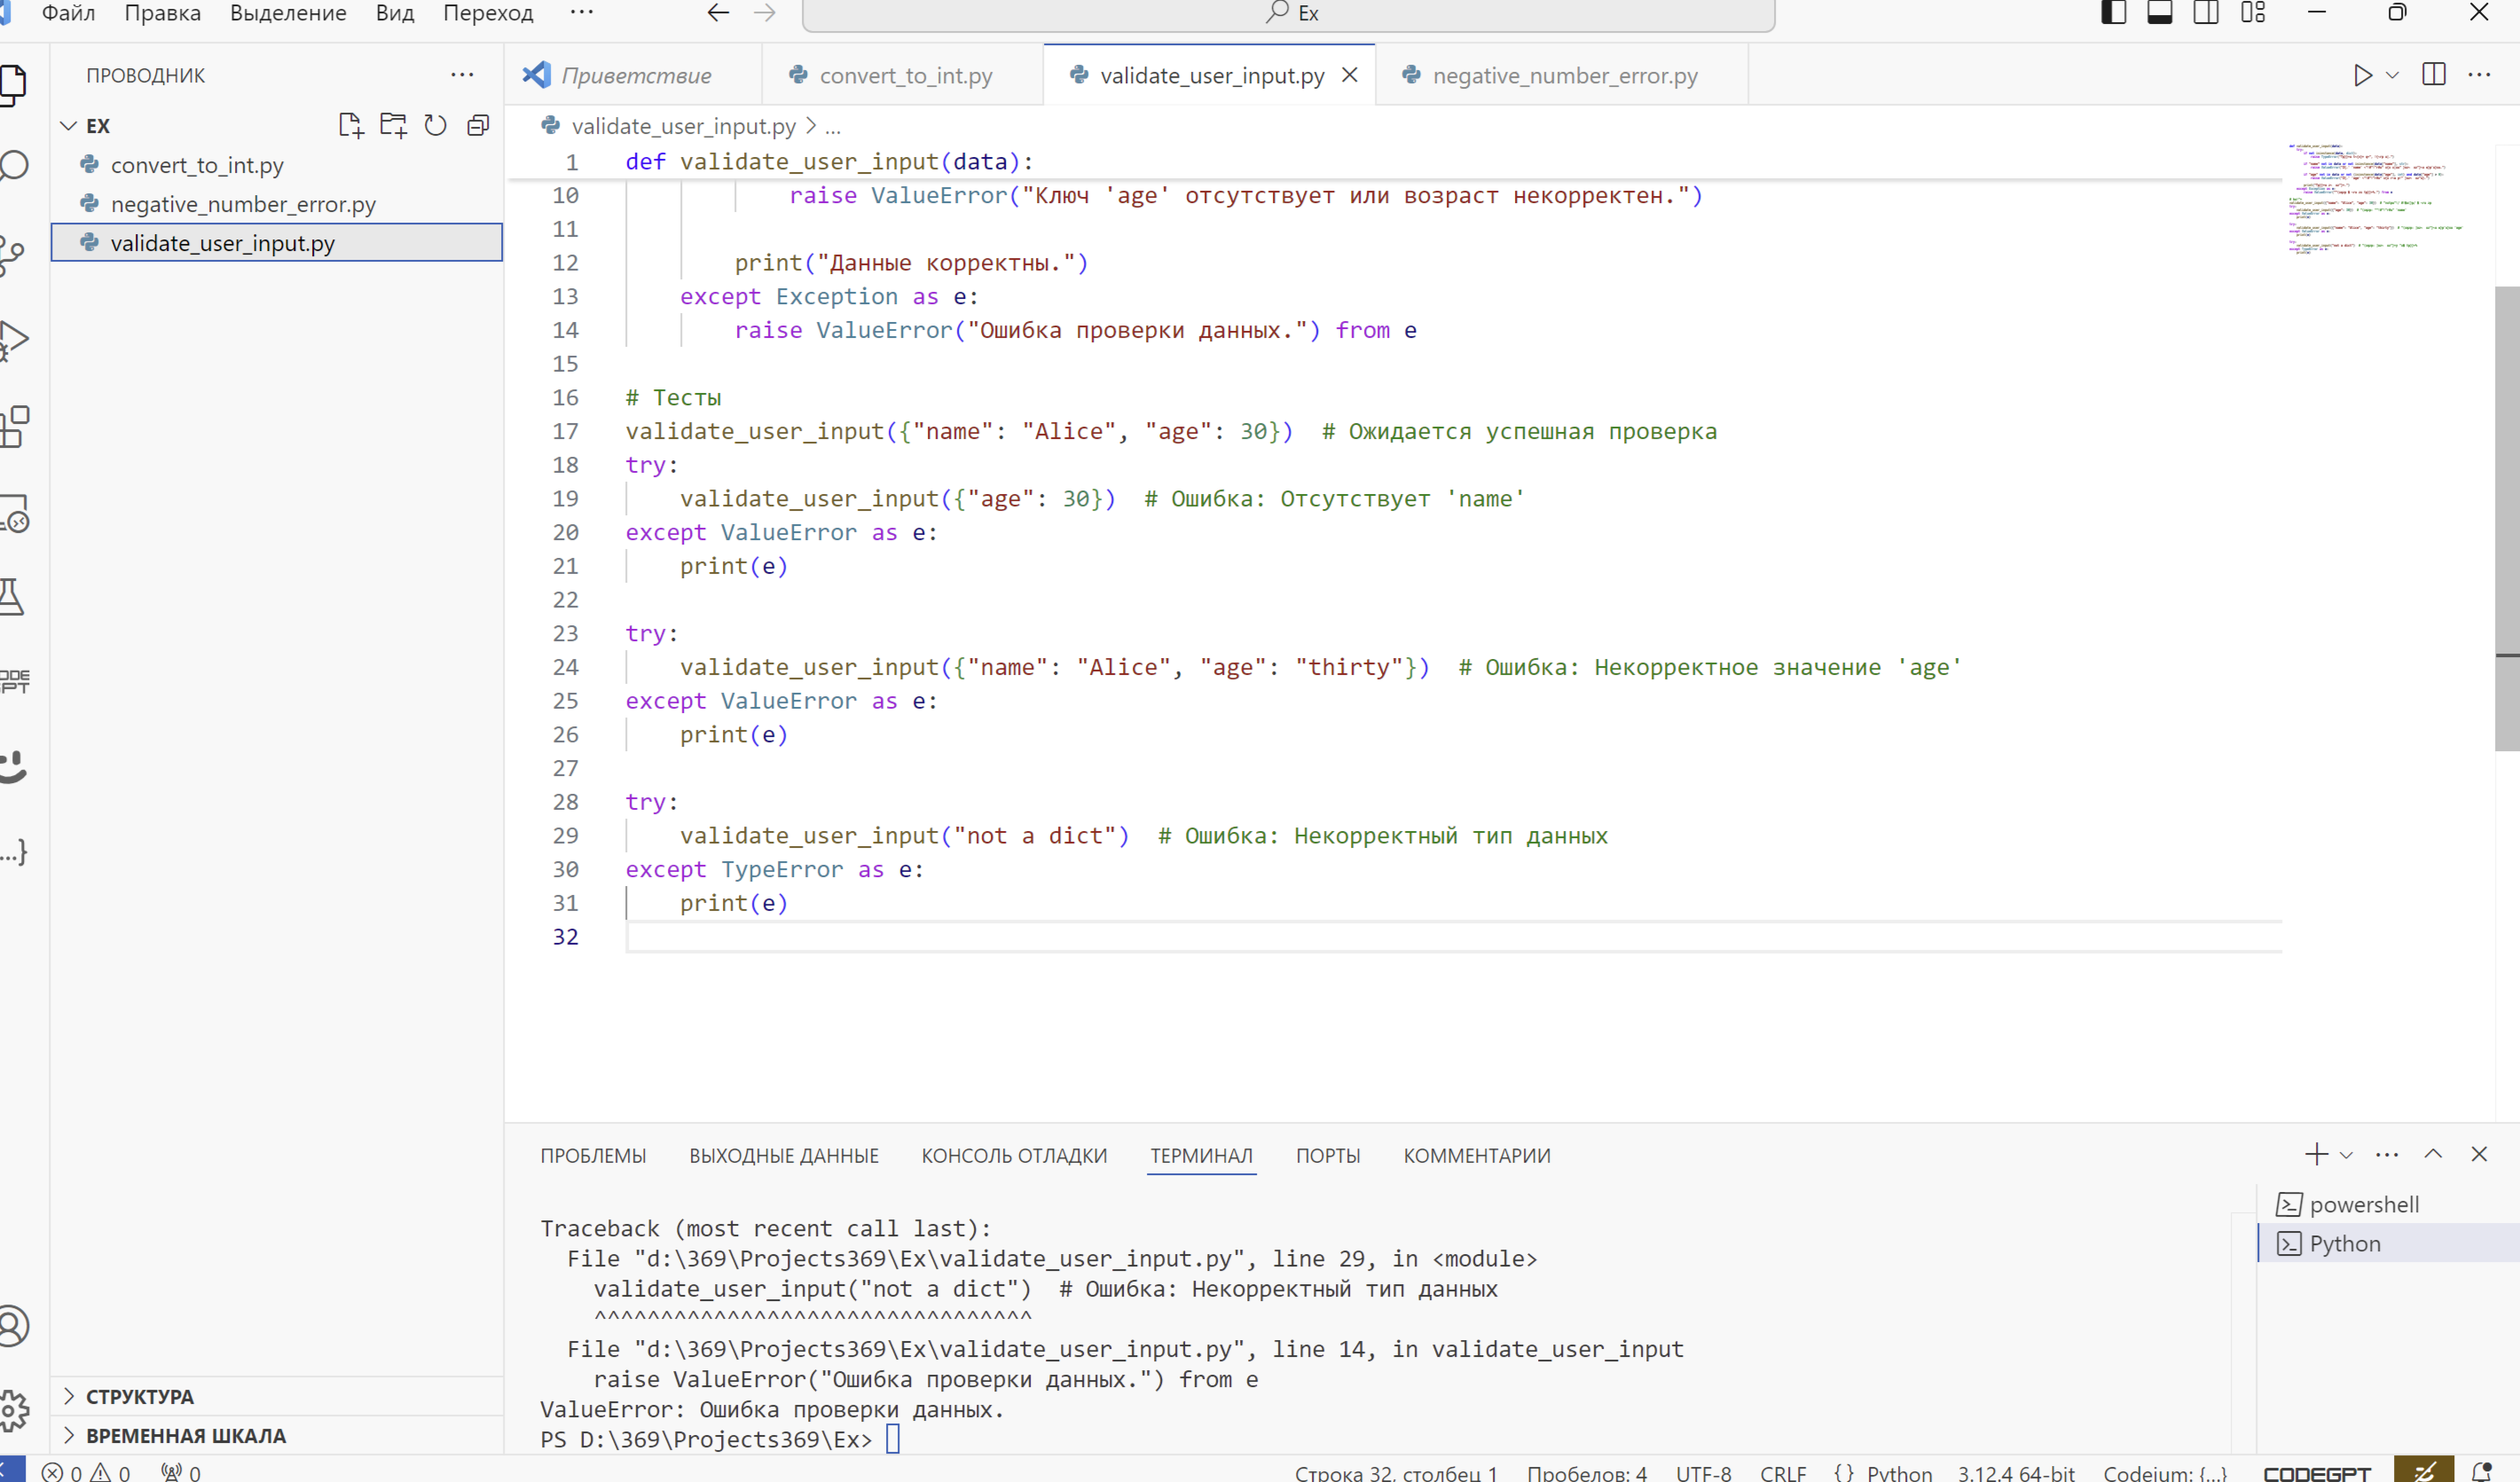 Файл Правка Выделение Вид Переход ··· Ex
ПРОВОДНИК ···
EX
convert_to_int.py
negative_number_error.py
validate_user_input.py
СТРУКТУРА
ВРЕМЕННАЯ ШКАЛА
Приветствие convert_to_int.py validate_user_input.py negative_number_error.py
validate_user_input.py > ...
1 def validate_user_input(data):
10 raise ValueError("Ключ 'age' отсутствует или возраст некорректен.")
11
12 print("Данные корректны.")
13 except Exception as e:
14 raise ValueError("Ошибка проверки данных.") from e
15
16 # Тесты
17 validate_user_input({"name": "Alice", "age": 30}) # Ожидается успешная проверка
18 try:
19 validate_user_input({"age": 30}) # Ошибка: Отсутствует 'name'
20 except ValueError as e:
21 print(e)
22
23 try:
24 validate_user_input({"name": "Alice", "age": "thirty"}) # Ошибка: Некорректное значение 'age'
25 except ValueError as e:
26 print(e)
27
28 try:
29 validate_user_input("not a dict") # Ошибка: Некорректный тип данных
30 except TypeError as e:
31 print(e)
32
ПРОБЛЕМЫ ВЫХОДНЫЕ ДАННЫЕ КОНСОЛЬ ОТЛАДКИ ТЕРМИНАЛ ПОРТЫ КОММЕНТАРИИ
Traceback (most recent call last):
File "d:\369\Projects369\Ex\validate_user_input.py", line 29, in <module>
validate_user_input("not a dict") # Ошибка: Некорректный тип данных
^^^^^^^^^^^^^^^^^^^^^^^^^^^^^^^^^
File "d:\369\Projects369\Ex\validate_user_input.py", line 14, in validate_user_input
raise ValueError("Ошибка проверки данных.") from e
ValueError: Ошибка проверки данных.
PS D:\369\Projects369\Ex>
powershell
Python
0 0 0 Строка 32, столбец 1 Пробелов: 4 UTF-8 CRLF {} Python 3.12.4 64-bit Codeium: {...} CODEGPT